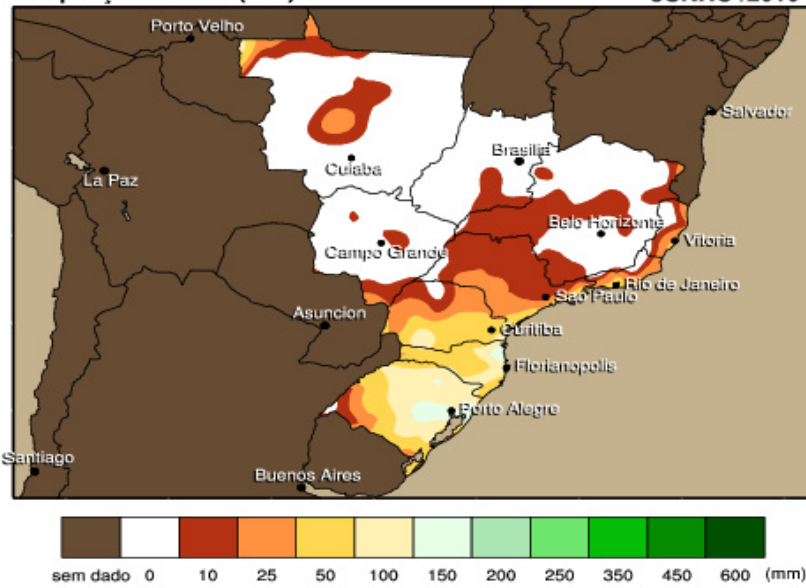 (mm)
Porto Velho
Salvador
Brasilia
Cuiaba
La Paz
Belo Horizonte
Vitoria
Campo Grande
Rio de Janeiro
Sao Paulo
Asuncion
Curitiba
Florianopolis
Porto Alegre
Santiago
Buenos Aires
sem dado 0 10 25 50 100 150 200 250 350 450 600 (mm)